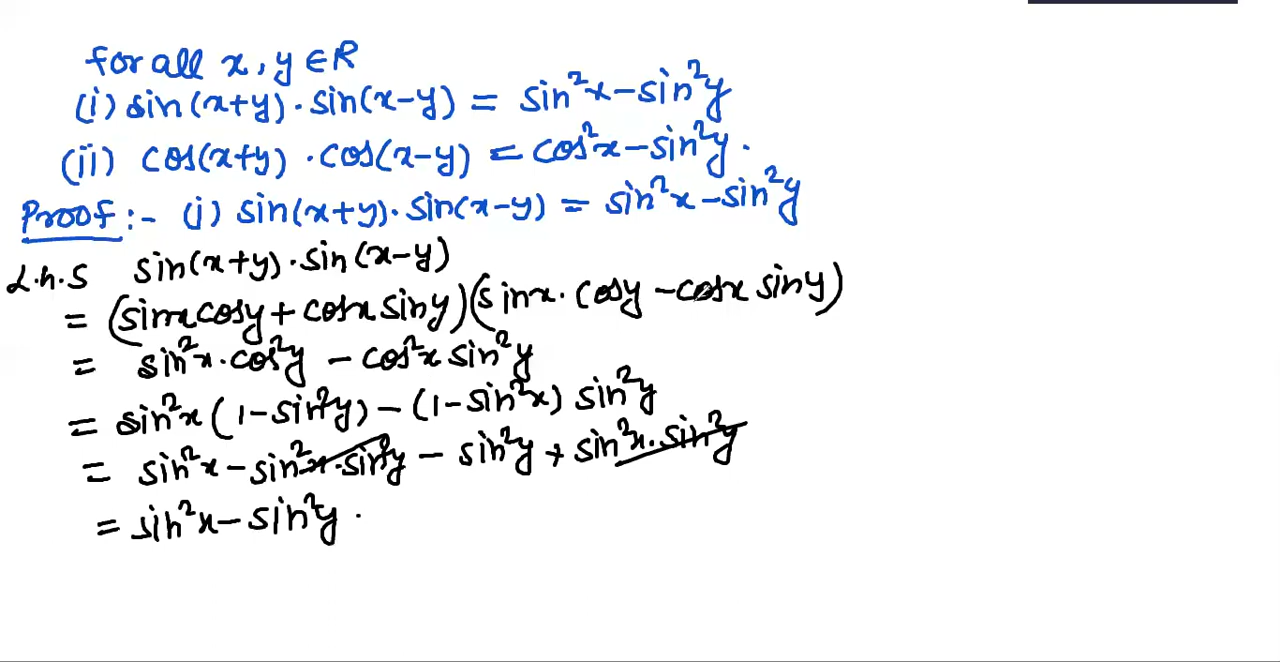 for all x, y ∈ R
(i) sin(x+y)·sin(x-y) = sin²x-sin²y
(ii) cos(x+y)·cos(x-y) = cos²x-sin²y.
Proof :- (i) sin(x+y)·sin(x-y) = sin²x-sin²y
L.h.S sin(x+y)·sin(x-y)
= (sinx cosy + cosx siny)(sinx·cosy - cosx siny)
= sin²x·cos²y - cos²x sin²y
= sin²x (1-sin²y) - (1-sin²x) sin²y
= sin²x - sin²x·sin²y - sin²y + sin²x·sin²y
= sin²x - sin²y.